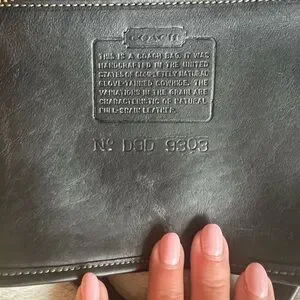 COACH
THIS IS A COACH BAG. IT WAS
HANDCRAFTED IN THE UNITED
STATES OF COMPLETELY NATURAL
GLOVE-TANNED COWHIDE. THE
VARIATIONS IN THE GRAIN ARE
CHARACTERISTIC OF NATURAL
FULL-GRAIN LEATHER.
Nº D9D 9303